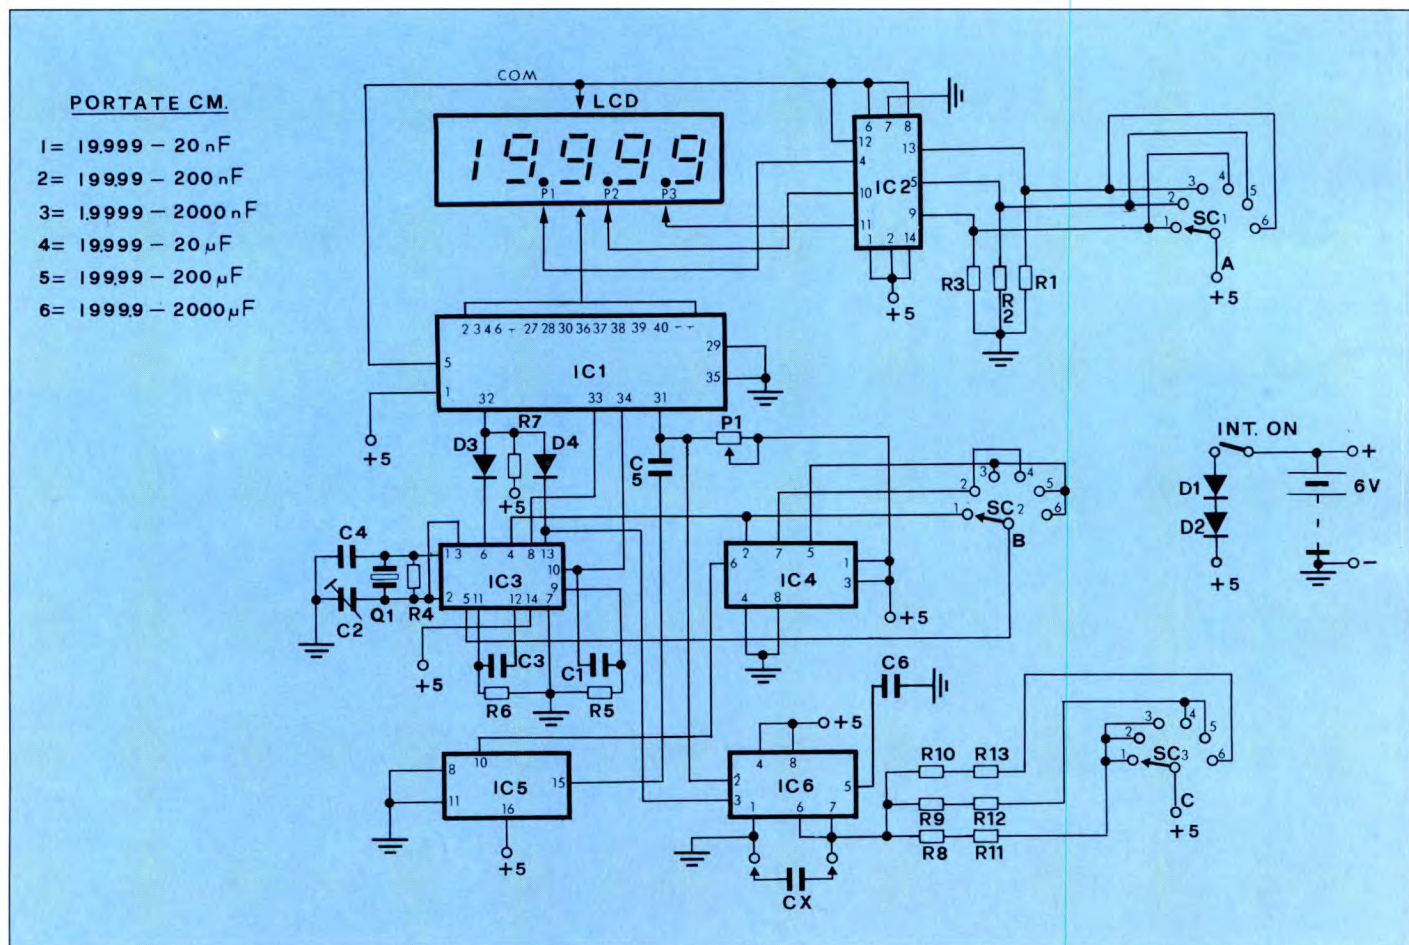 PORTATE CM.
1= 19.999 – 20 nF
2= 199.99 – 200 nF
3= 1.9999 – 2000 nF
4= 19.999 – 20 µF
5= 199.99 – 200 µF
6= 1999.9 – 2000 µF
COM
LCD
19.9.9.9
P1 P2 P3
6 7 8
12 13
4
IC2 5
10 9
11
1 2 14
+5
R3 R2 R1
3 4
2 5
1 SC1 6
A
+5
2 3 4 6 ÷ 27 28 30 36 37 38 39 40 – –
29
5
IC1
35
1
32 33 34 31
+5
R7
D3 D4
+5
C5
P1
3 4
2 5
1 SC2 6
B
INT. ON
+
D1 6V
D2
+5 –
C4
1 3 6 4 8 13
IC3 10
9
2 5 11 12 14 7
C2 Q1 R4
C3 C1
+5
R6 R5
2 7 5
6 1
IC4
3
4 8
+5
C6
10
8
IC5 15
11
16
+5
+5
4 8
2 5
IC6
3
1 6 7
CX
R10 R13
R9 R12
R8 R11
3 4
2 5
1 SC3 6
C
+5